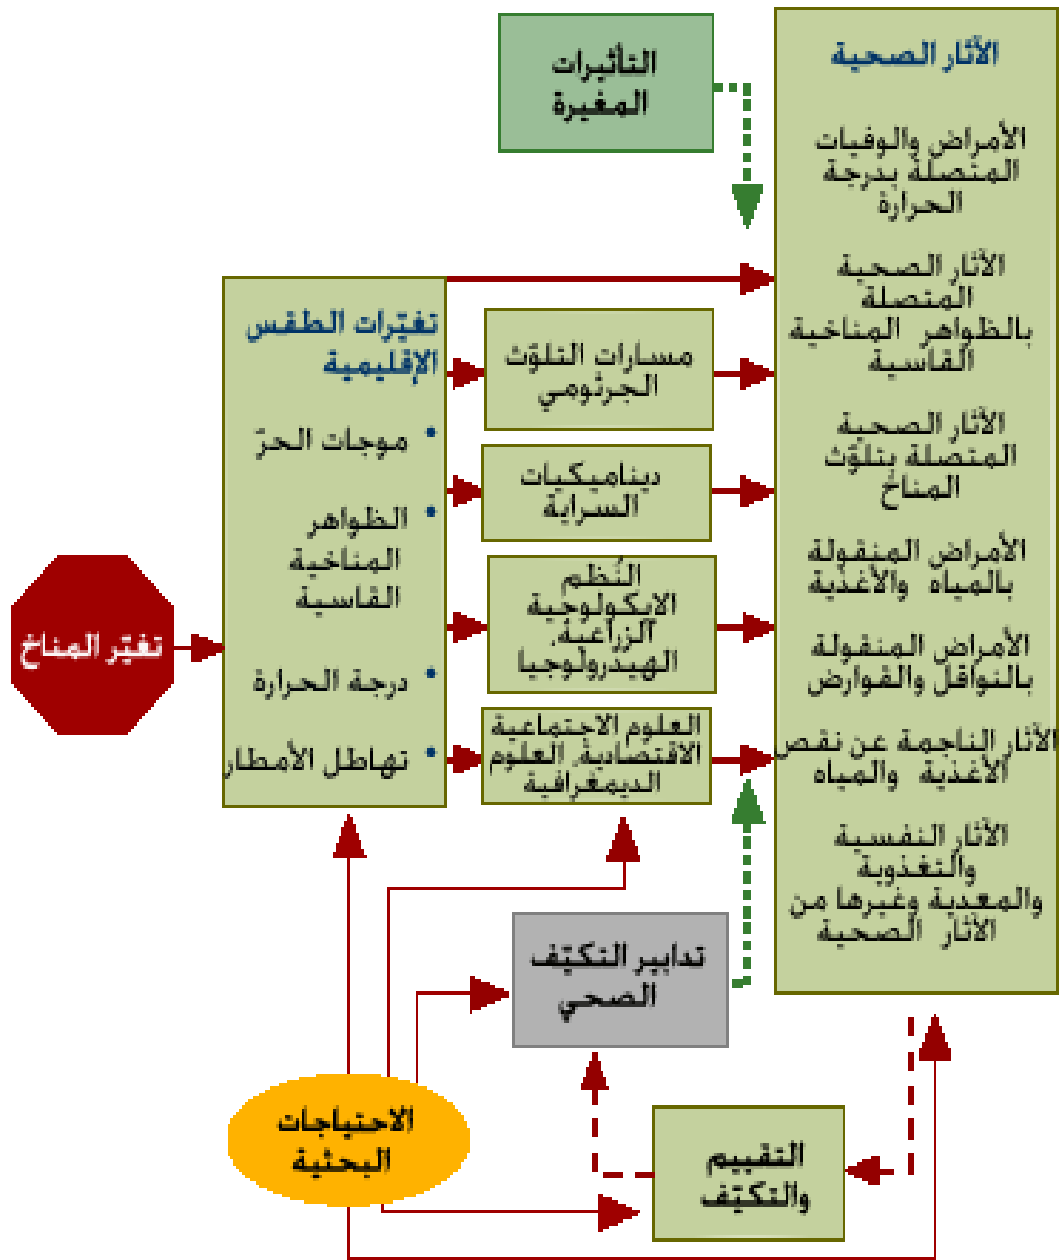 التأثيرات
المغيرة
الآثار الصحية
الأمراض والوفيات
المتصلة بدرجة
الحرارة
الآثار الصحية
المتصلة
بالظواهر المناخية
القاسية
الآثار الصحية
المتصلة بتلوّث
المناخ
الأمراض المنقولة
بالمياه والأغذية
الأمراض المنقولة
بالنواقل والقوارض
الآثار الناجمة عن نقص
الأغذية والمياه
الآثار النفسية
والتغذوية
والمعدية وغيرها من
الآثار الصحية
تغيّرات الطقس
الإقليمية
• موجات الحرّ
• الظواهر
المناخية
القاسية
• درجة الحرارة
• تهاطل الأمطار
مسارات التلوّث
الجرثومي
ديناميكيات
السراية
النُظم
الايكولوجية
الزراعية.
الهيدرولوجيا
العلوم الاجتماعية
الاقتصادية. العلوم
الديمغرافية
تغيّر المناخ
تدابير التكيّف
الصحي
الاحتياجات
البحثية
التقييم
والتكيّف